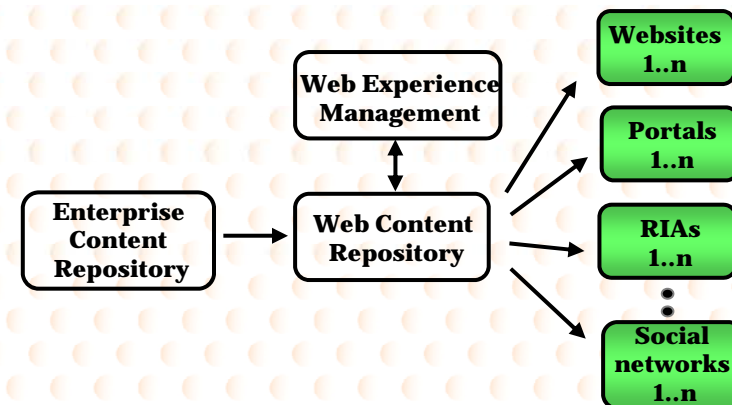 Websites
1..n
Web Experience
Management
Portals
1..n
Enterprise
Content
Repository
Web Content
Repository
RIAs
1..n
Social
networks
1..n